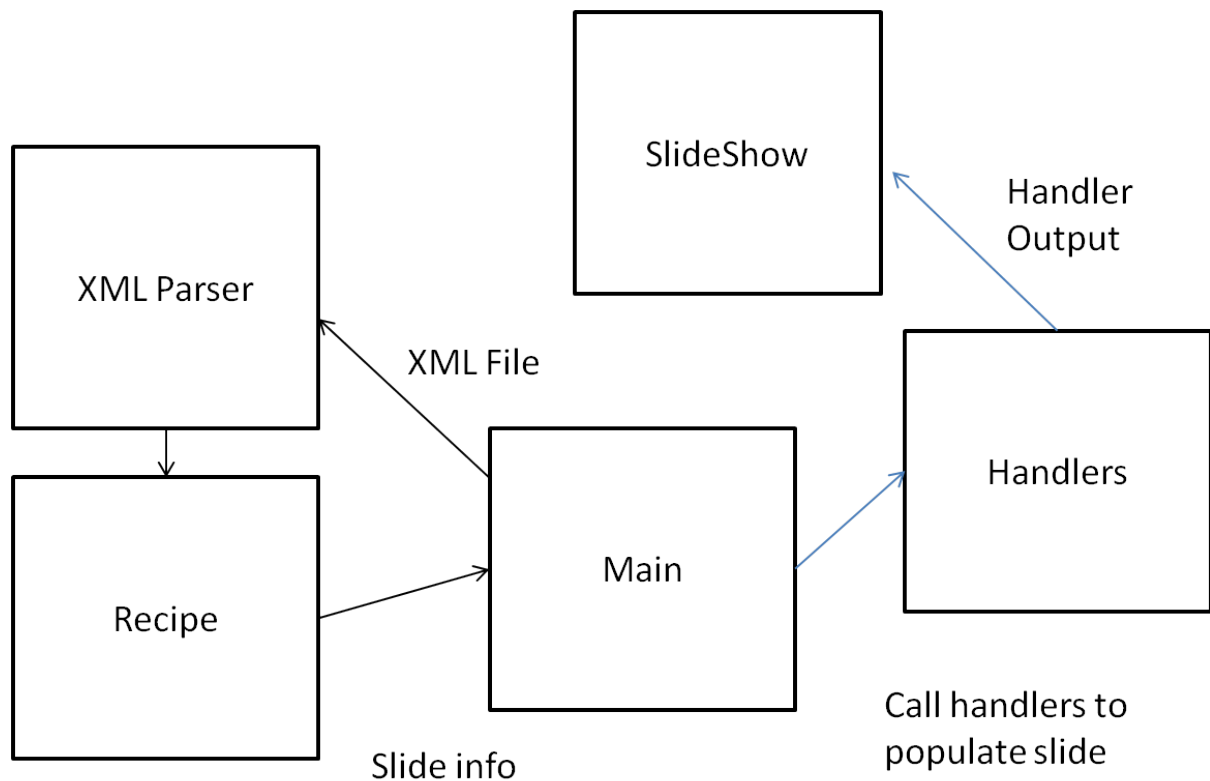 SlideShow
Handler
Output
XML Parser
XML File
Handlers
Main
Recipe
Call handlers to
populate slide
Slide info